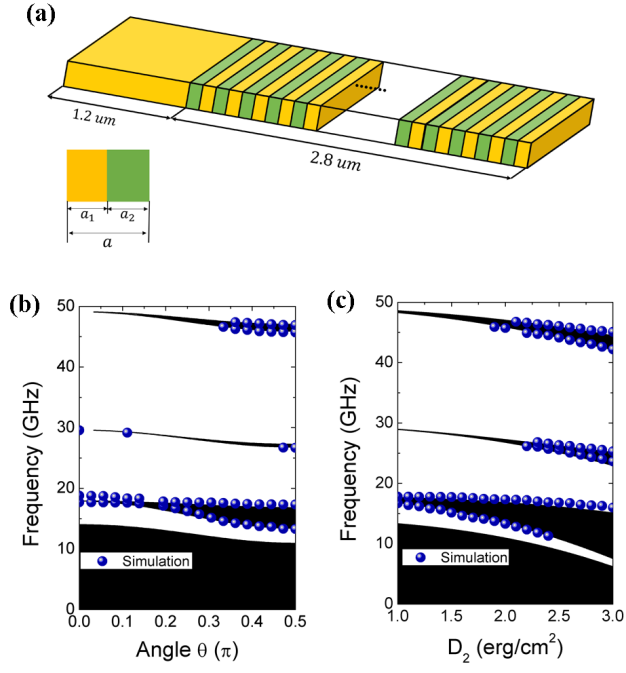 (a)
1.2 um
2.8 um
a₁ a₂
a
(b)
50
40
30
20
10
0
Frequency (GHz)
Simulation
0.0 0.1 0.2 0.3 0.4 0.5
Angle θ (π)
(c)
50
40
30
20
10
0
Frequency (GHz)
Simulation
1.0 1.5 2.0 2.5 3.0
D₂ (erg/cm²)